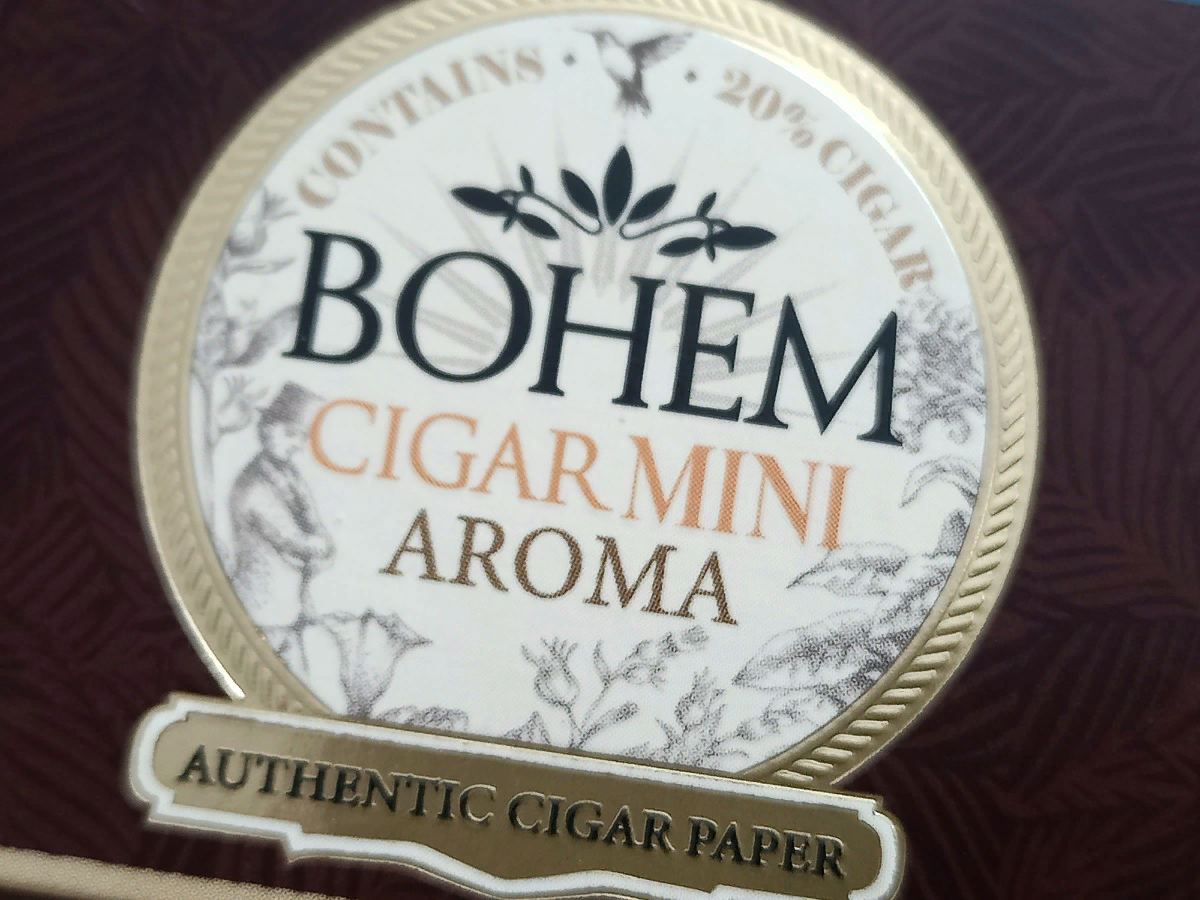 CONTAINS · · 20% CIGAR
BOHEM
CIGAR MINI
AROMA
AUTHENTIC CIGAR PAPER